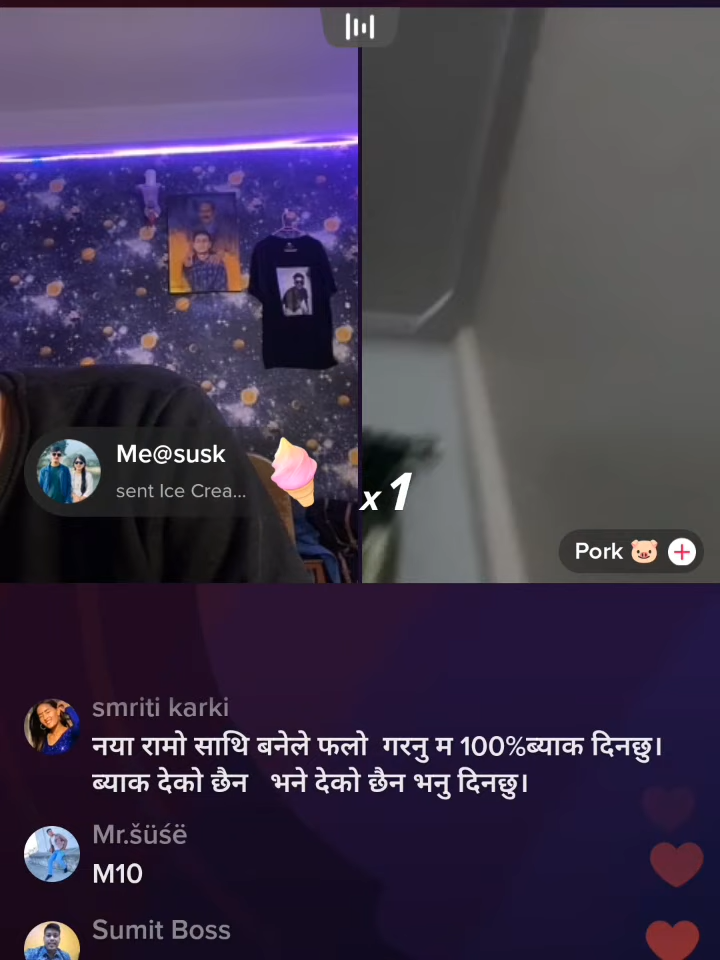 Me@susk
sent Ice Crea...
x1
Pork 🐷
smriti karki
नया रामो साथि बनेले फलो गरनु म 100%ब्याक दिनछु।
ब्याक देको छैन भने देको छैन भनु दिनछु।
Mr.šüśë
M10
Sumit Boss